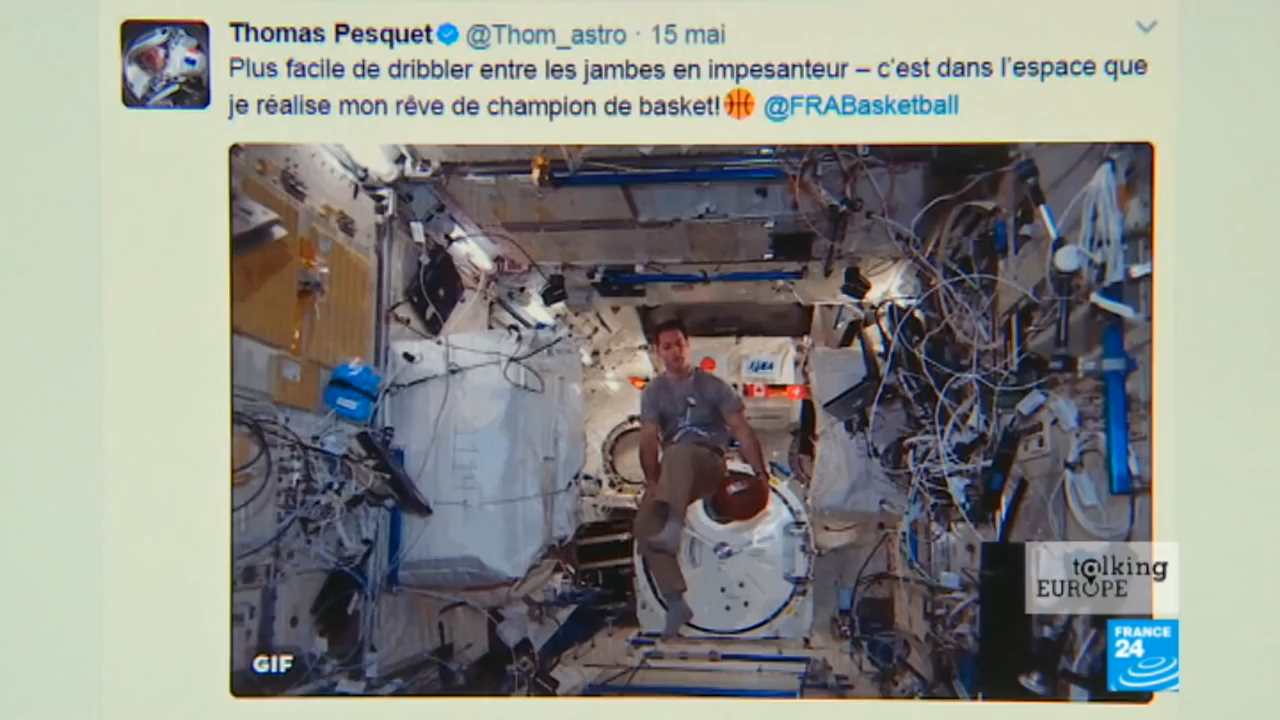 Thomas Pesquet @Thom_astro · 15 mai
Plus facile de dribbler entre les jambes en impesanteur – c'est dans l'espace que
je réalise mon rêve de champion de basket! @FRABasketball
GIF
talking
EUROPE
FRANCE
24